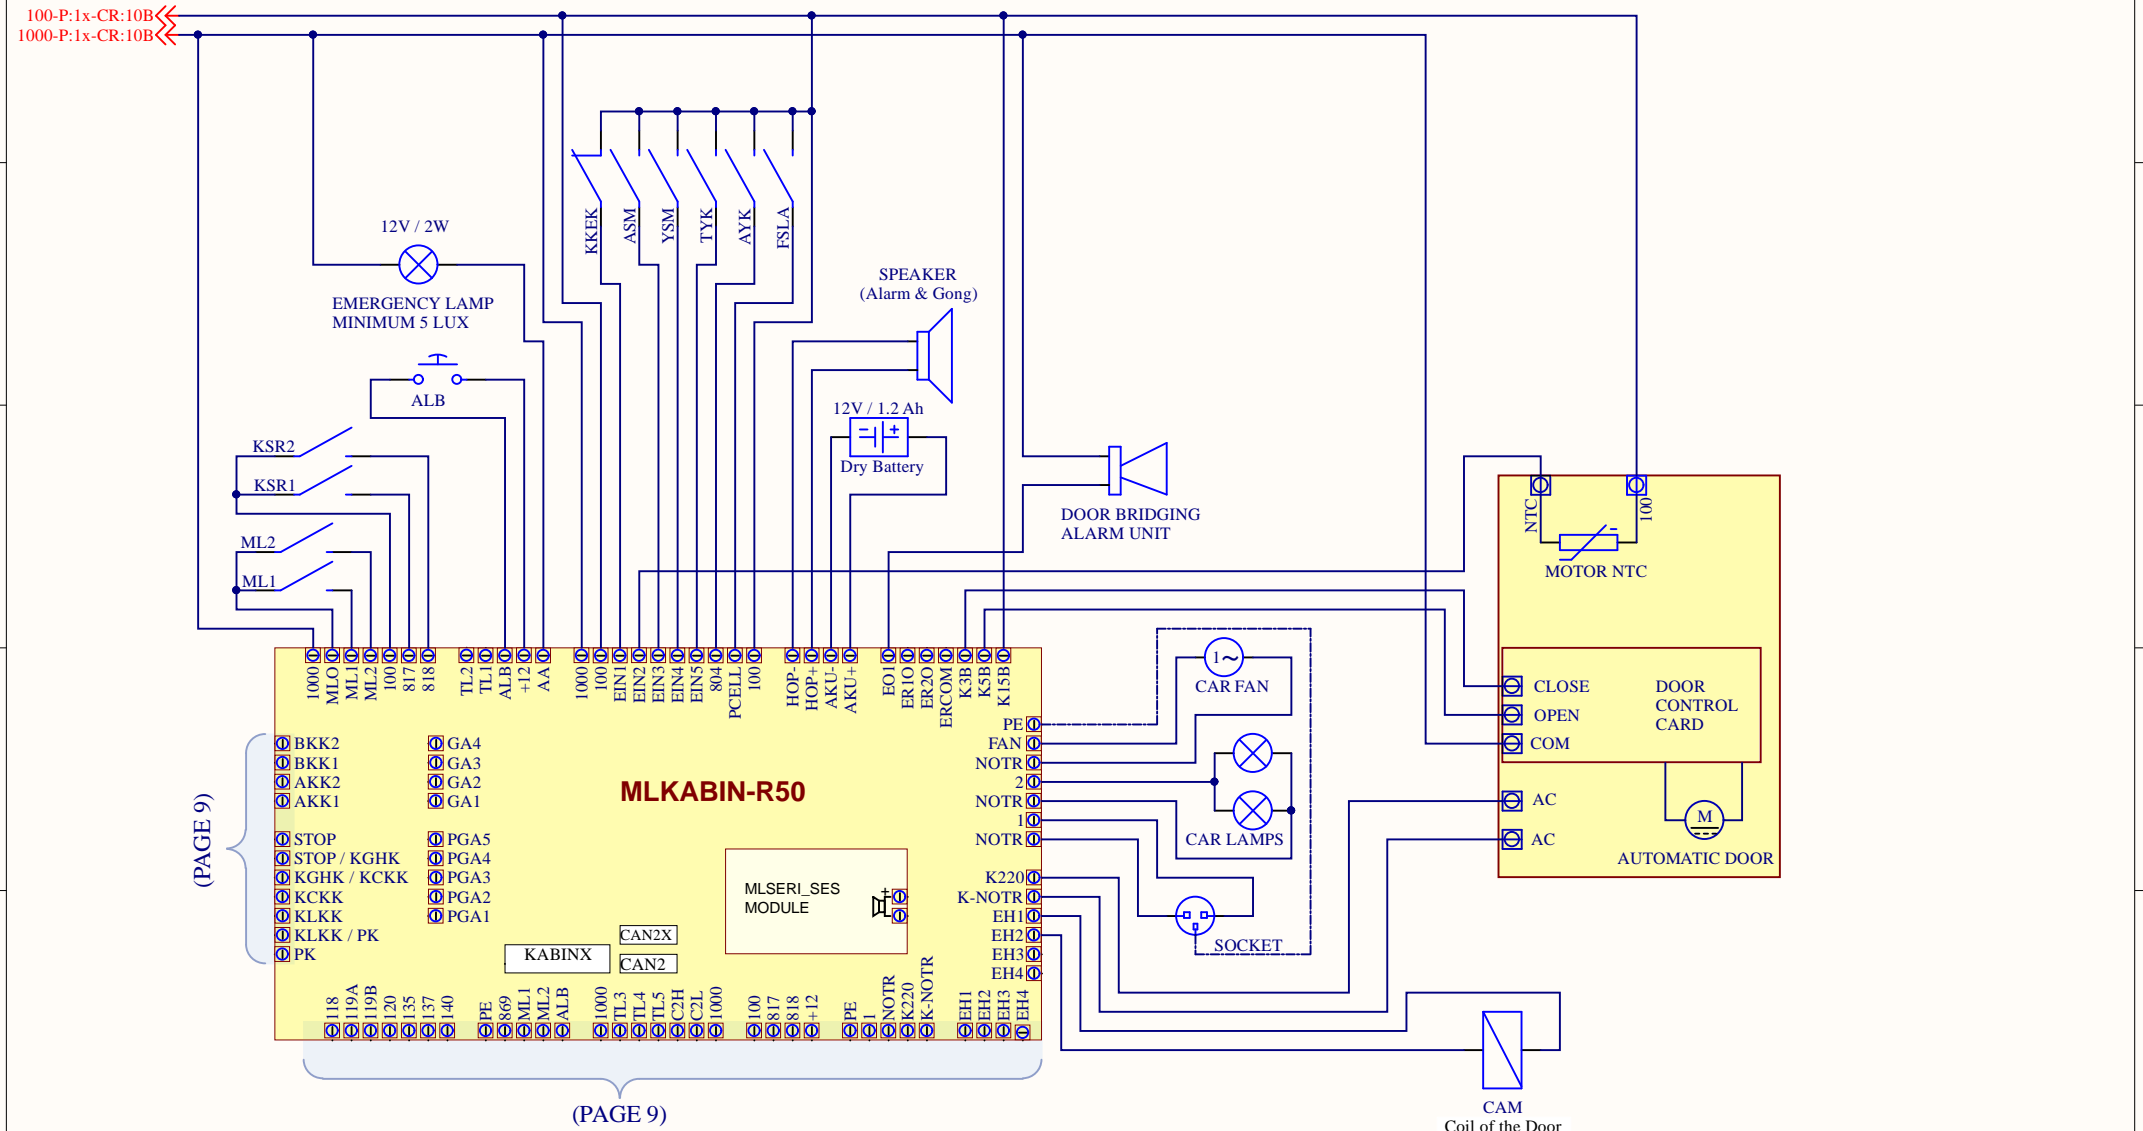 100-P:1x-CR:10B
1000-P:1x-CR:10B
KKEK
ASM
YSM
TYK
AYK
FSLA
12V / 2W
EMERGENCY LAMP
MINIMUM 5 LUX
SPEAKER
(Alarm & Gong)
ALB
12V / 1.2 Ah
Dry Battery
KSR2
KSR1
ML2
ML1
DOOR BRIDGING
ALARM UNIT
NTC
100
MOTOR NTC
1000
MLO
ML1
ML2
100
817
818
TL2
TL1
ALB
+12
AA
1000
100
EIN1
EIN2
EIN3
EIN4
EIN5
804
PCELL
100
HOP-
HOP+
AKU-
AKU+
EO1
ER1O
ER2O
ERCOM
K3B
K5B
K15B
1~
CAR FAN
CLOSE
OPEN
COM
DOOR
CONTROL
CARD
AC
AC
M
AUTOMATIC DOOR
PE
FAN
NOTR
2
NOTR
1
NOTR
K220
K-NOTR
EH1
EH2
EH3
EH4
CAR LAMPS
SOCKET
(PAGE 9)
BKK2
BKK1
AKK2
AKK1
STOP
STOP / KGHK
KGHK / KCKK
KCKK
KLKK
KLKK / PK
PK
GA4
GA3
GA2
GA1
PGA5
PGA4
PGA3
PGA2
PGA1
MLKABIN-R50
MLSERI_SES
MODULE
+
-
KABINX
CAN2X
CAN2
118
119A
119B
120
135
137
140
PE
869
ML1
ML2
ALB
1000
TL3
TL4
TL5
C2H
C2L
1000
100
817
818
+12
PE
1
NOTR
K220
K-NOTR
EH1
EH2
EH3
EH4
(PAGE 9)
CAM
Coil of the Door